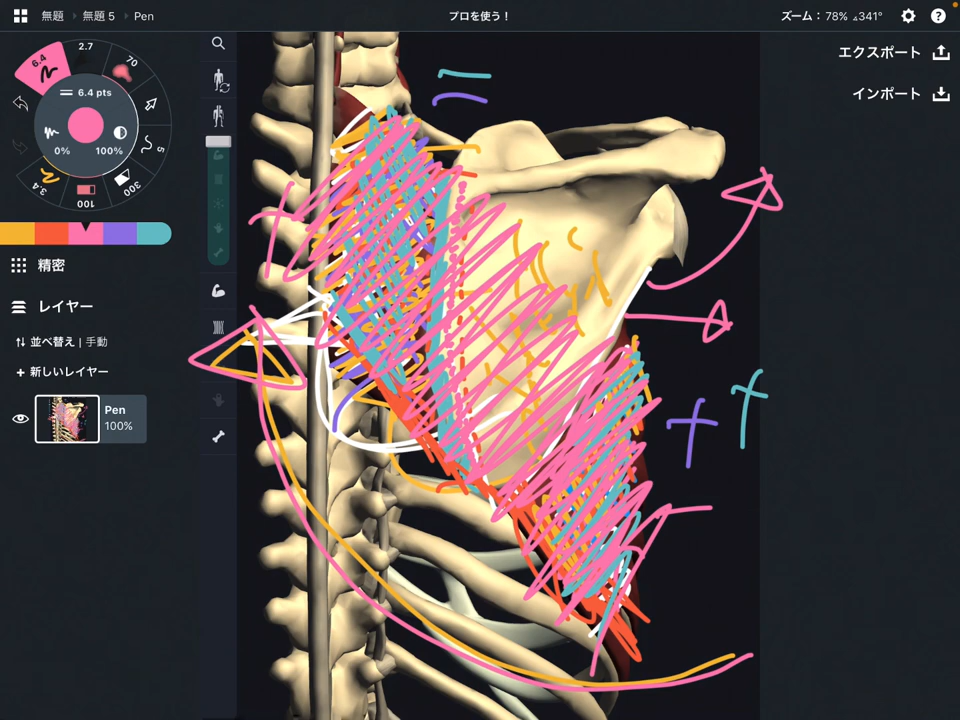 無題 › 無題 5 › Pen
プロを使う！
ズーム： 78% ⊿341°
エクスポート
インポート
2.7
6.4
70
6.4 pts
0%
100%
5
300
100
3.4
精密
レイヤー
並べ替え | 手動
+ 新しいレイヤー
Pen
100%